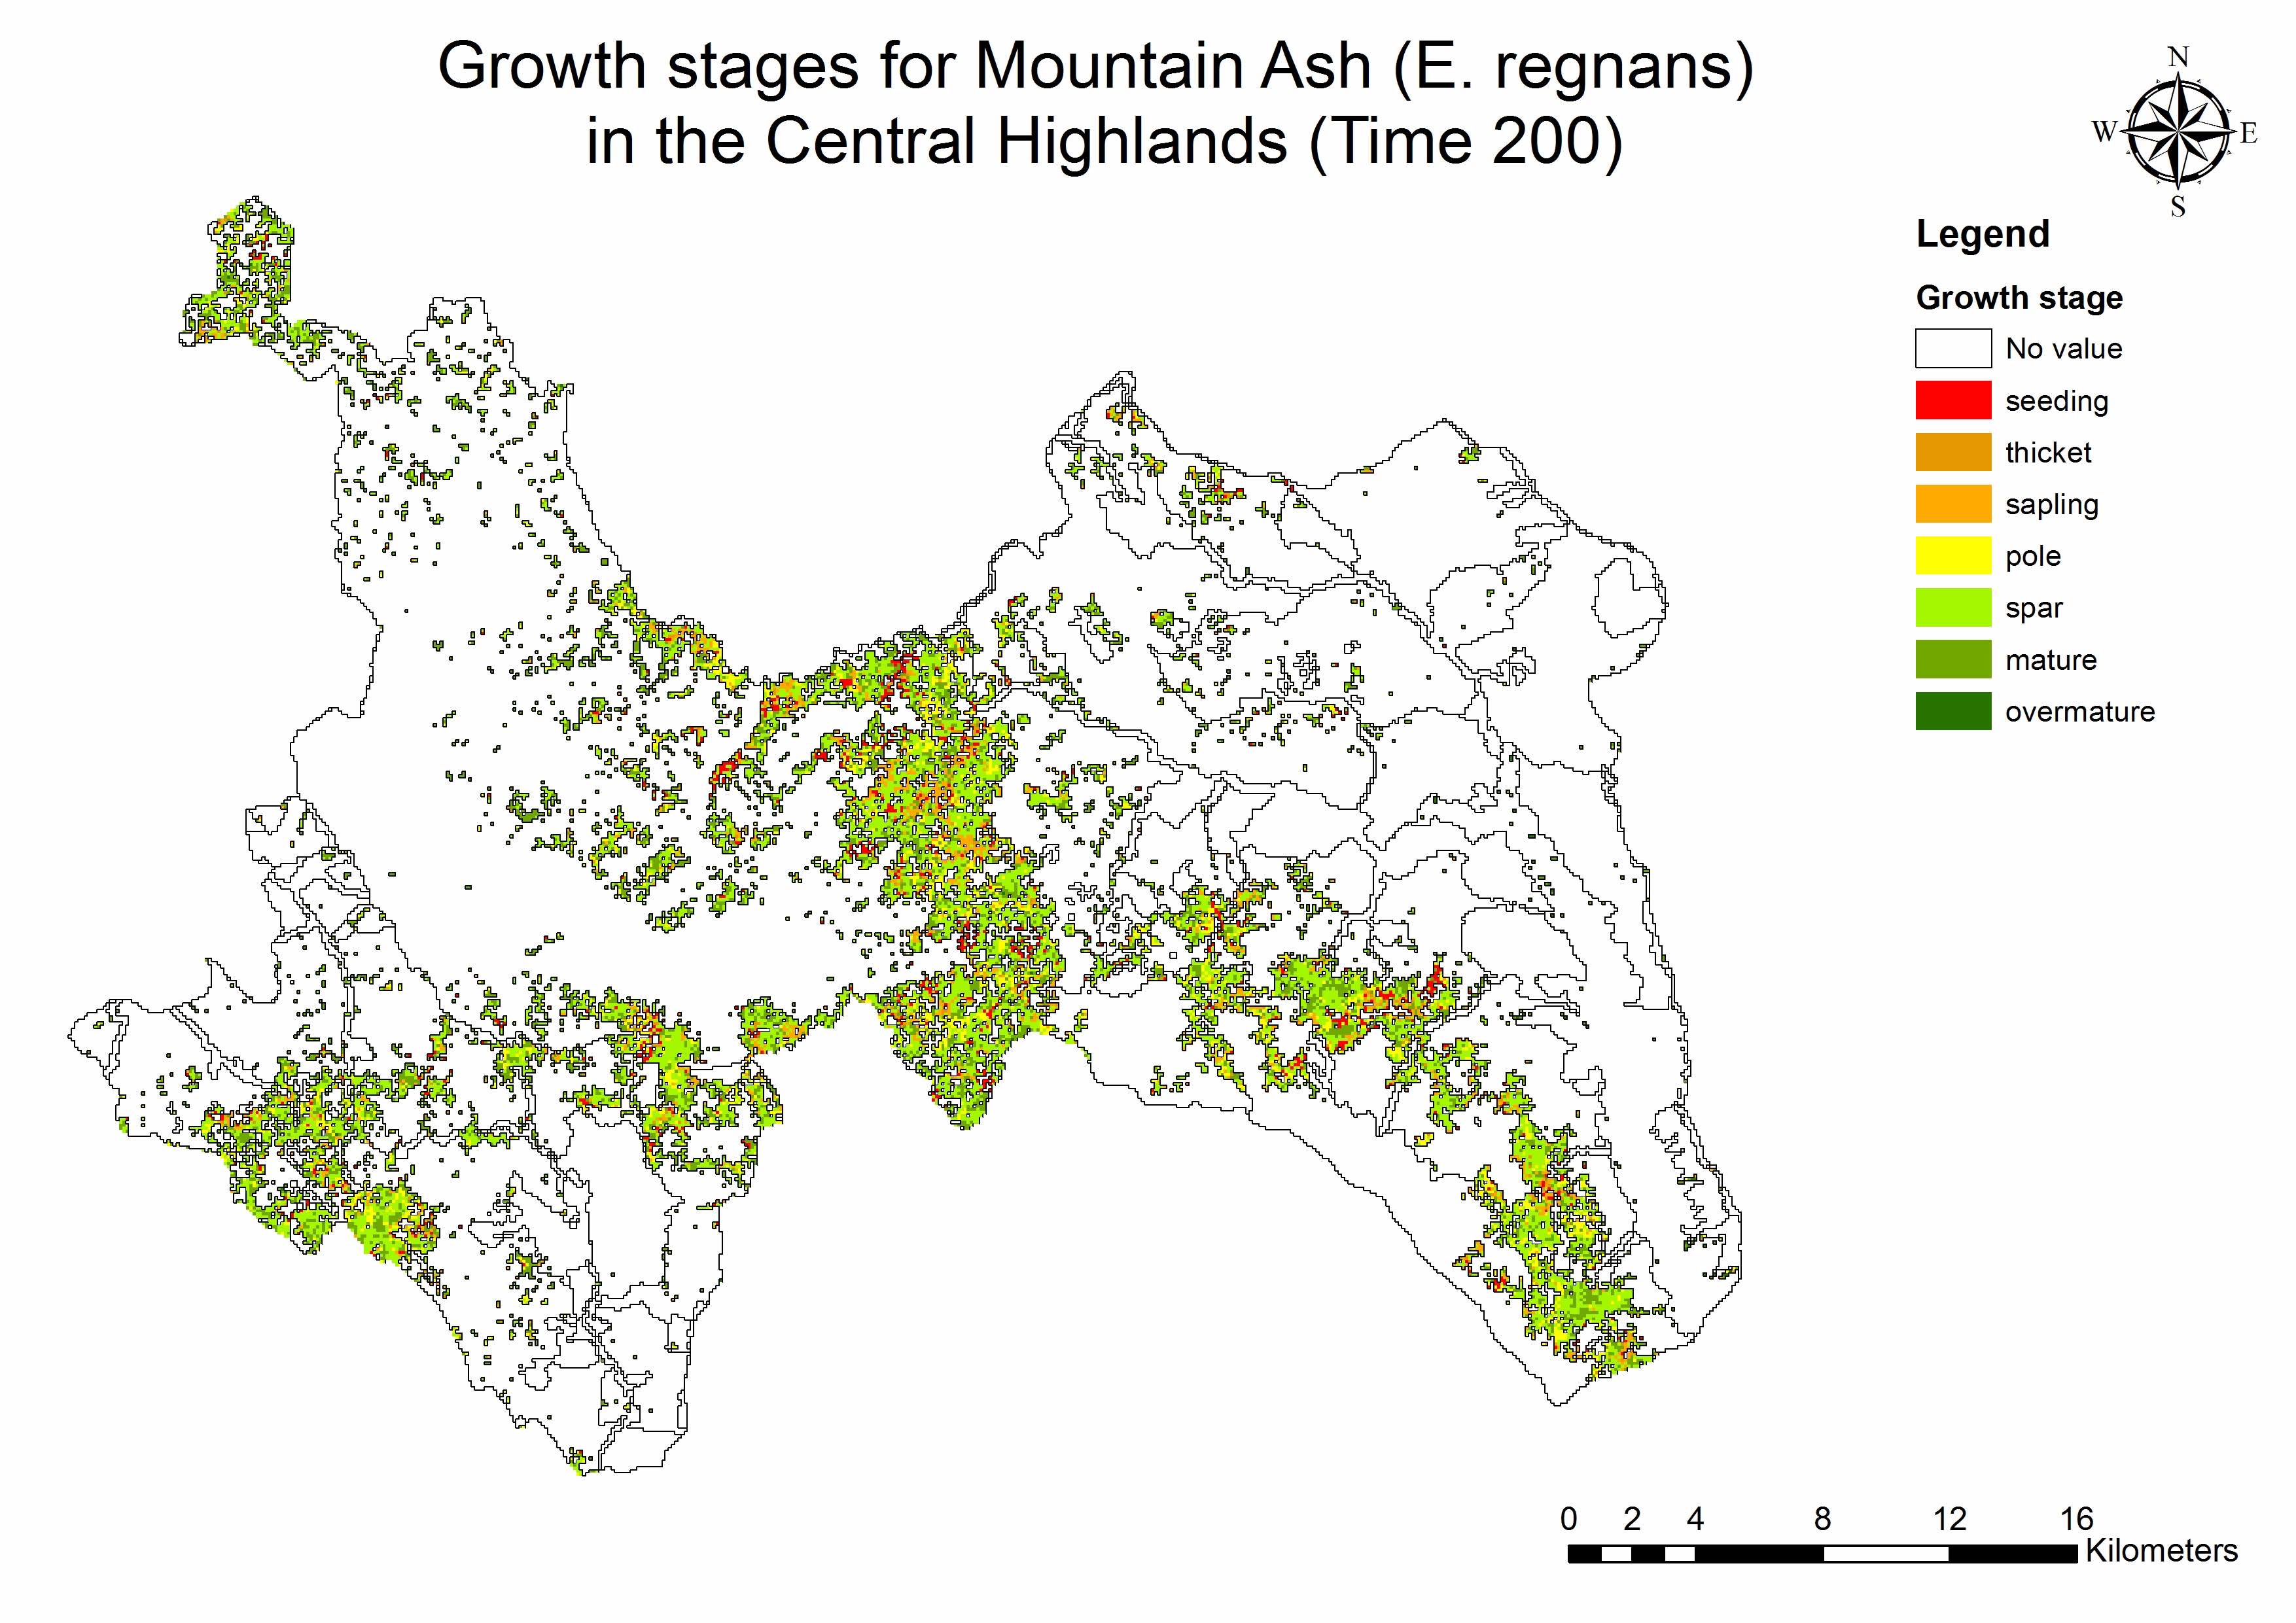 Growth stages for Mountain Ash (E. regnans)
in the Central Highlands (Time 200)
N
W
E
S
Legend
Growth stage
No value
seeding
thicket
sapling
pole
spar
mature
overmature
0 2 4 8 12 16
Kilometers